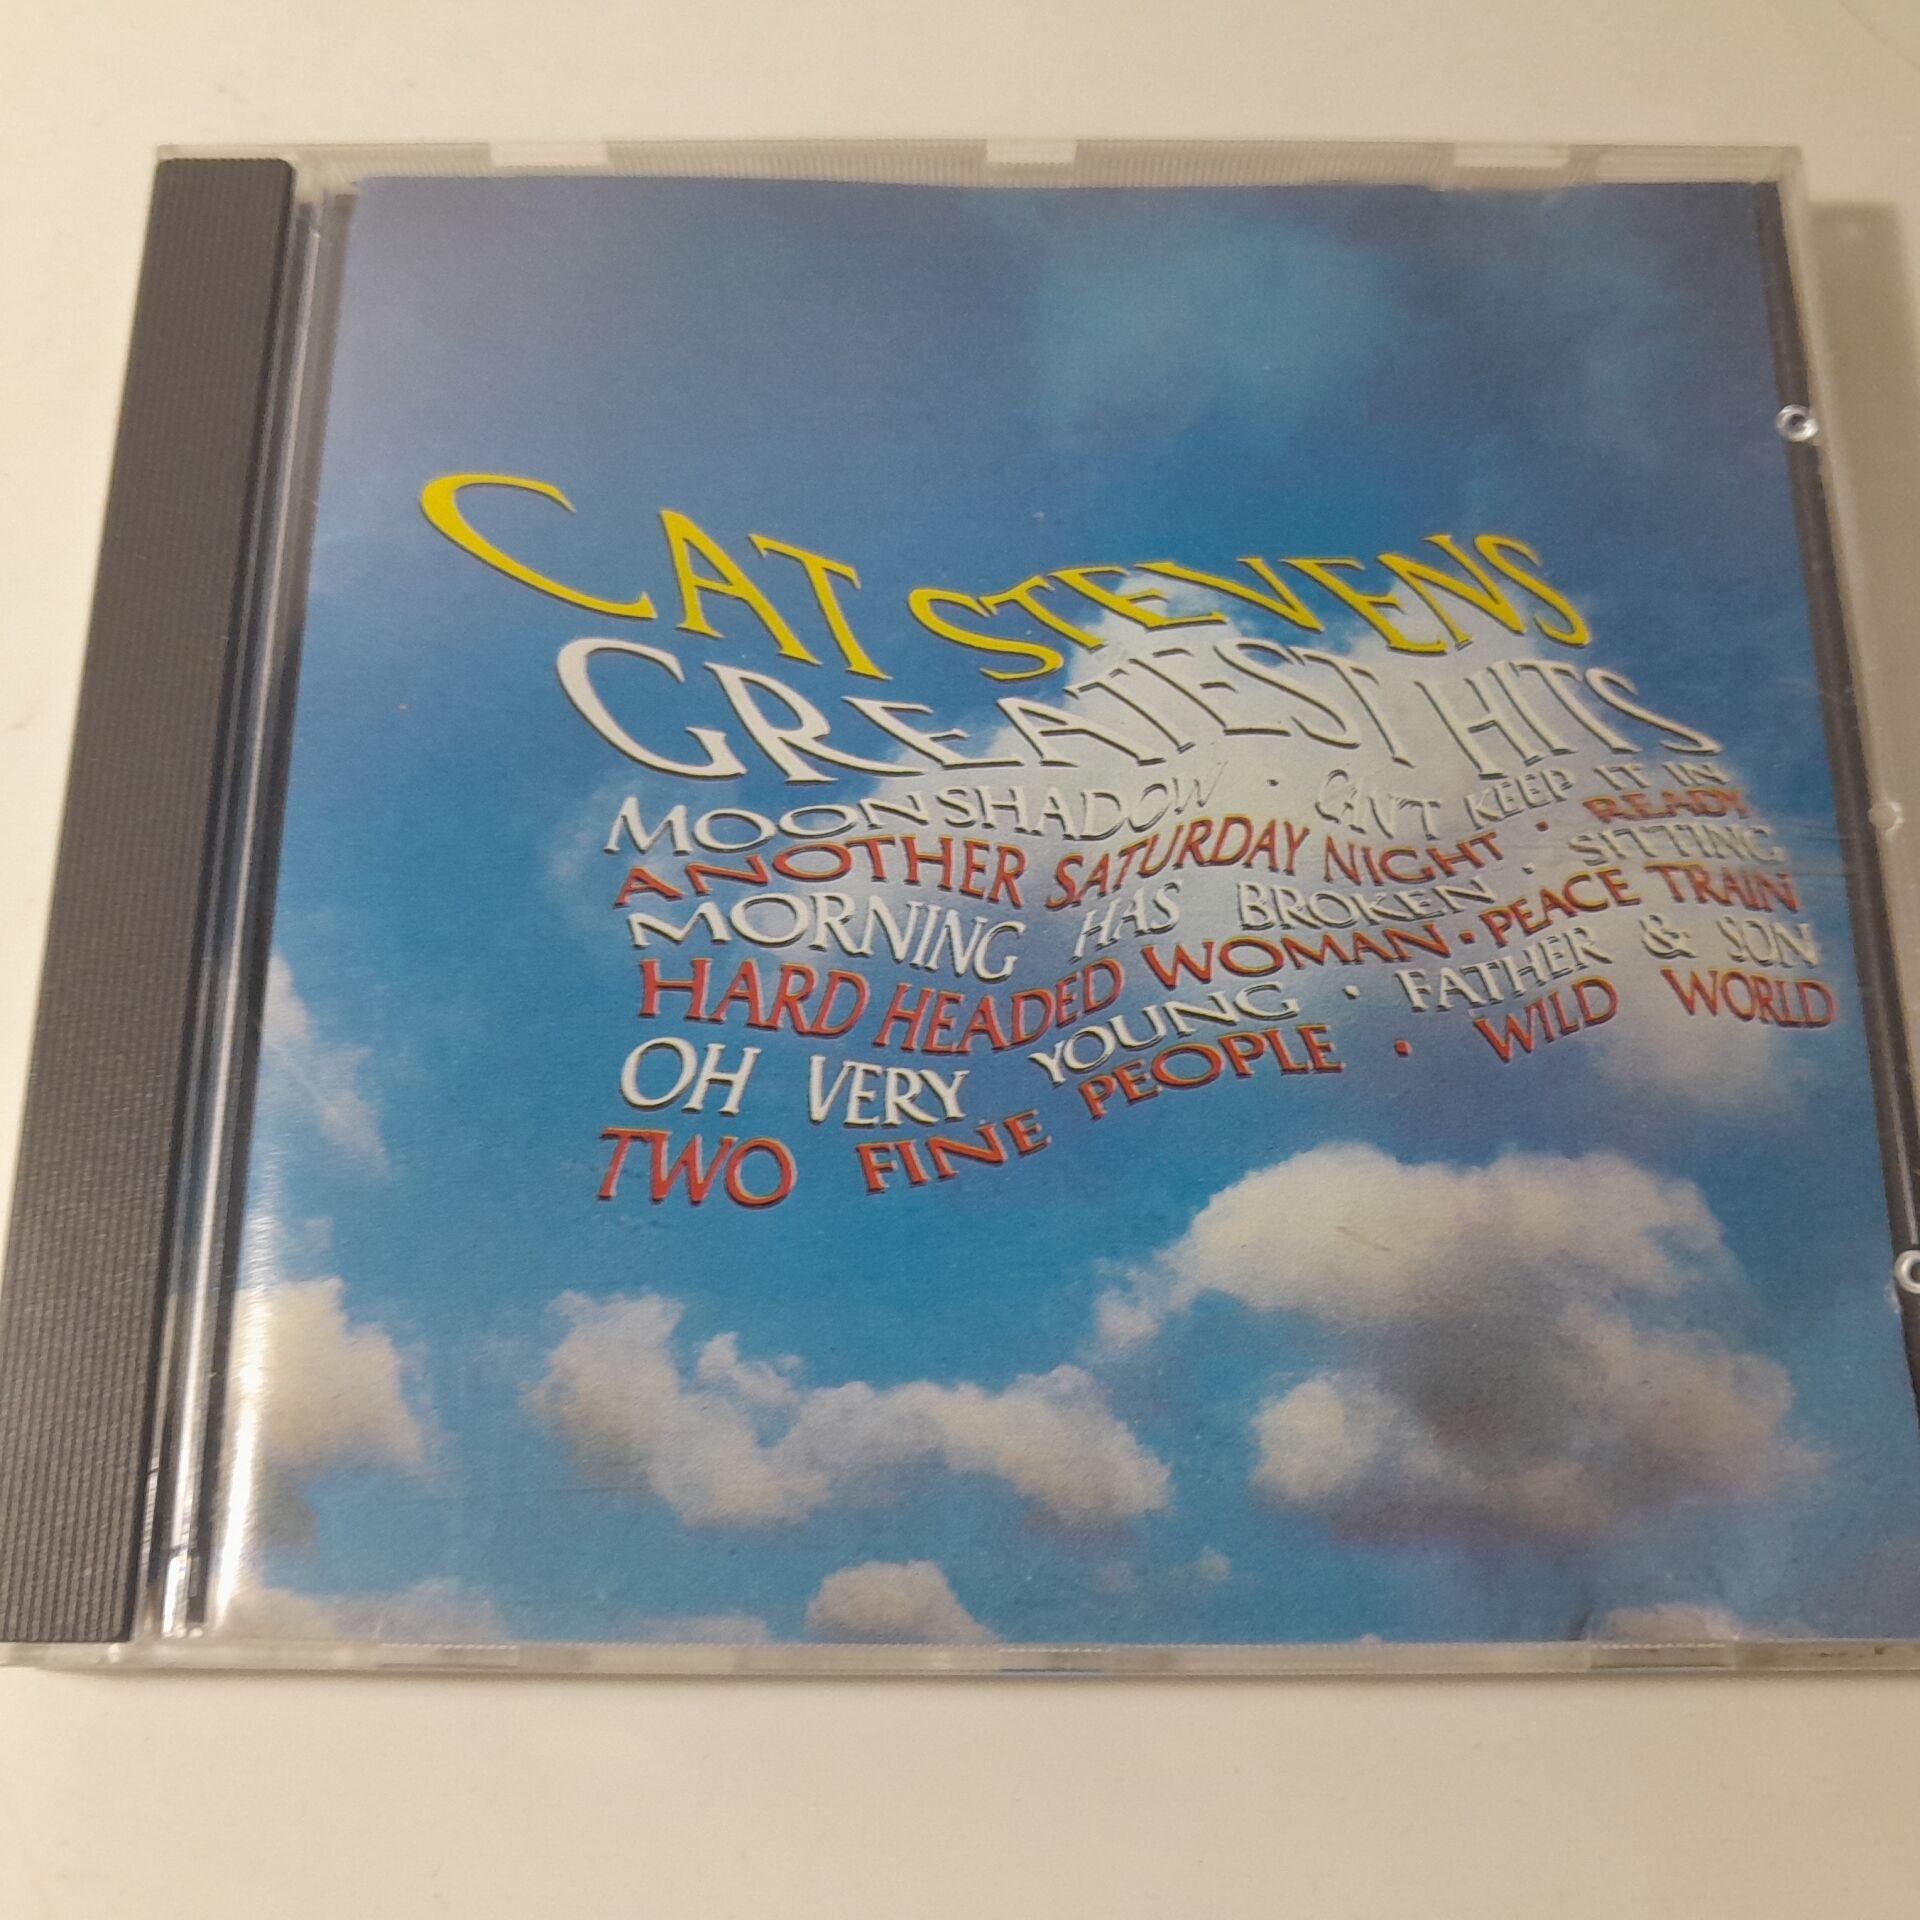 CAT STEVENS
GREATEST HITS
MOONSHADOW · CAN'T KEEP IT IN
ANOTHER SATURDAY NIGHT · READY
MORNING HAS BROKEN · SITTING
HARD HEADED WOMAN · PEACE TRAIN
OH VERY YOUNG · FATHER & SON
TWO FINE PEOPLE · WILD WORLD